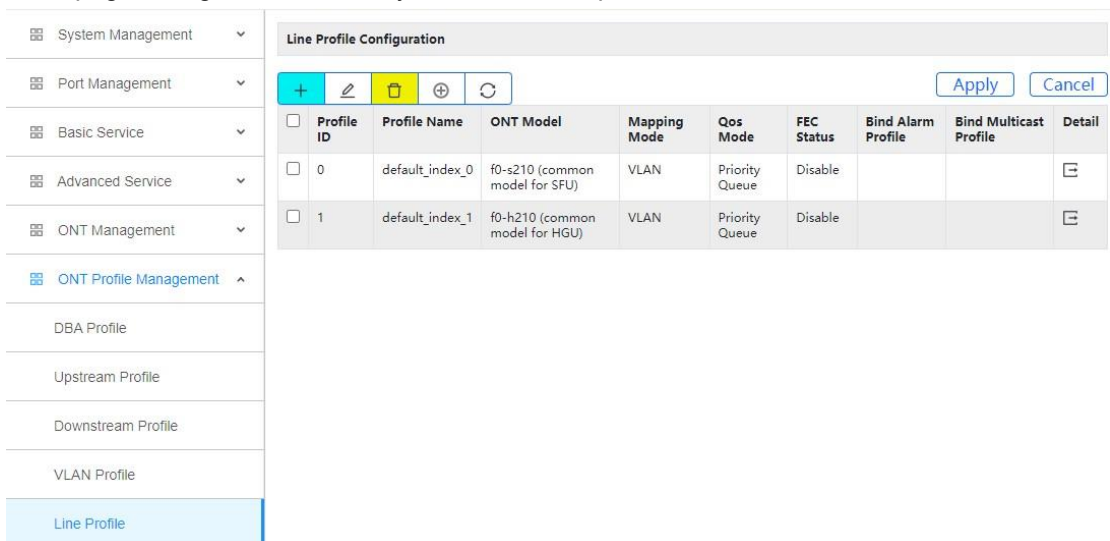 System Management
Port Management
Basic Service
Advanced Service
ONT Management
ONT Profile Management
DBA Profile
Upstream Profile
Downstream Profile
VLAN Profile
Line Profile
Line Profile Configuration
Apply Cancel
Profile ID Profile Name ONT Model Mapping Mode Qos Mode FEC Status Bind Alarm Profile Bind Multicast Profile Detail
0 default_index_0 f0-s210 (common model for SFU) VLAN Priority Queue Disable
1 default_index_1 f0-h210 (common model for HGU) VLAN Priority Queue Disable